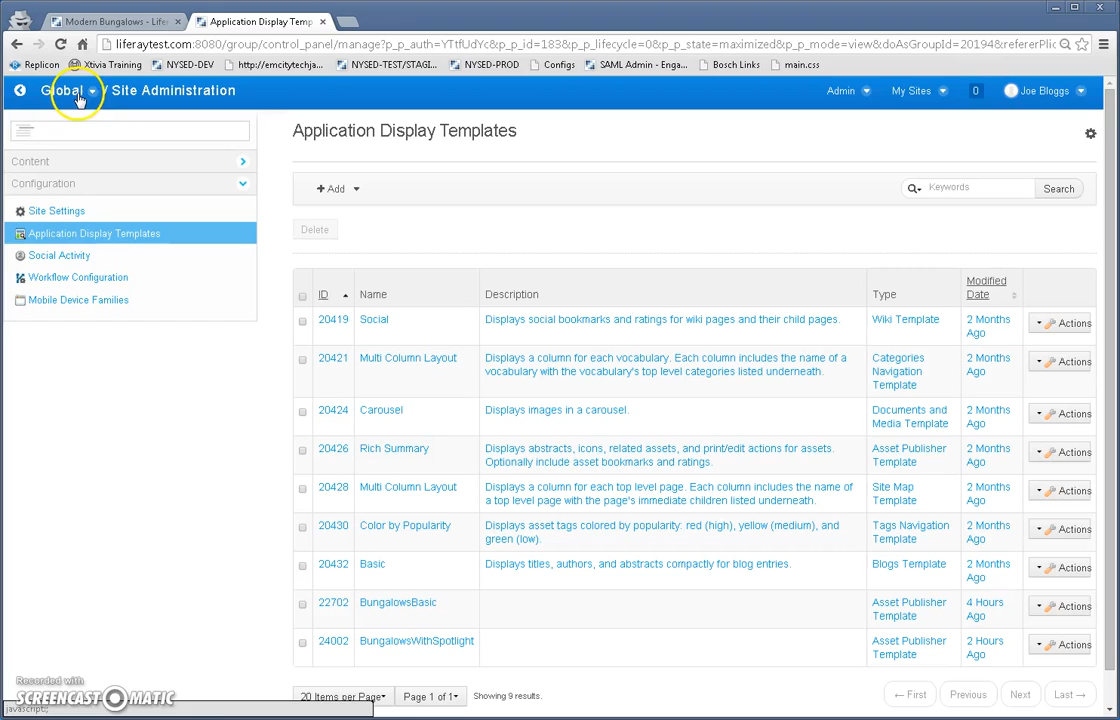 Modern Bungalows - Lifer
Application Display Temp
liferaytest.com:8080/group/control_panel/manage?p_p_auth=YTtfUdYc&p_p_id=183&p_p_lifecycle=0&p_p_state=maximized&p_p_mode=view&doAsGroupId=20194&refererPlic
Replicon Xtivia Training NYSED-DEV http://emcitytechja... NYSED-TEST/STAGI... NYSED-PROD Configs SAML Admin - Enga... Bosch Links main.css
Global / Site Administration Admin My Sites 0 Joe Bloggs
Application Display Templates
Content
Configuration
Site Settings
Application Display Templates
Social Activity
Workflow Configuration
Mobile Device Families
+ Add Keywords Search
Delete
ID Name Description Type Modified Date
20419 Social Displays social bookmarks and ratings for wiki pages and their child pages. Wiki Template 2 Months Ago Actions
20421 Multi Column Layout Displays a column for each vocabulary. Each column includes the name of a vocabulary with the vocabulary's top level categories listed underneath. Categories Navigation Template 2 Months Ago Actions
20424 Carousel Displays images in a carousel. Documents and Media Template 2 Months Ago Actions
20426 Rich Summary Displays abstracts, icons, related assets, and print/edit actions for assets. Optionally include asset bookmarks and ratings. Asset Publisher Template 2 Months Ago Actions
20428 Multi Column Layout Displays a column for each top level page. Each column includes the name of a top level page with the page's immediate children listed underneath. Site Map Template 2 Months Ago Actions
20430 Color by Popularity Displays asset tags colored by popularity: red (high), yellow (medium), and green (low). Tags Navigation Template 2 Months Ago Actions
20432 Basic Displays titles, authors, and abstracts compactly for blog entries. Blogs Template 2 Months Ago Actions
22702 BungalowsBasic Asset Publisher Template 4 Hours Ago Actions
24002 BungalowsWithSpotlight Asset Publisher Template 2 Hours Ago Actions
20 Items per Page Page 1 of 1 Showing 9 results. ← First Previous Next Last →
Recorded with
SCREENCAST-O-MATIC
javascript:;